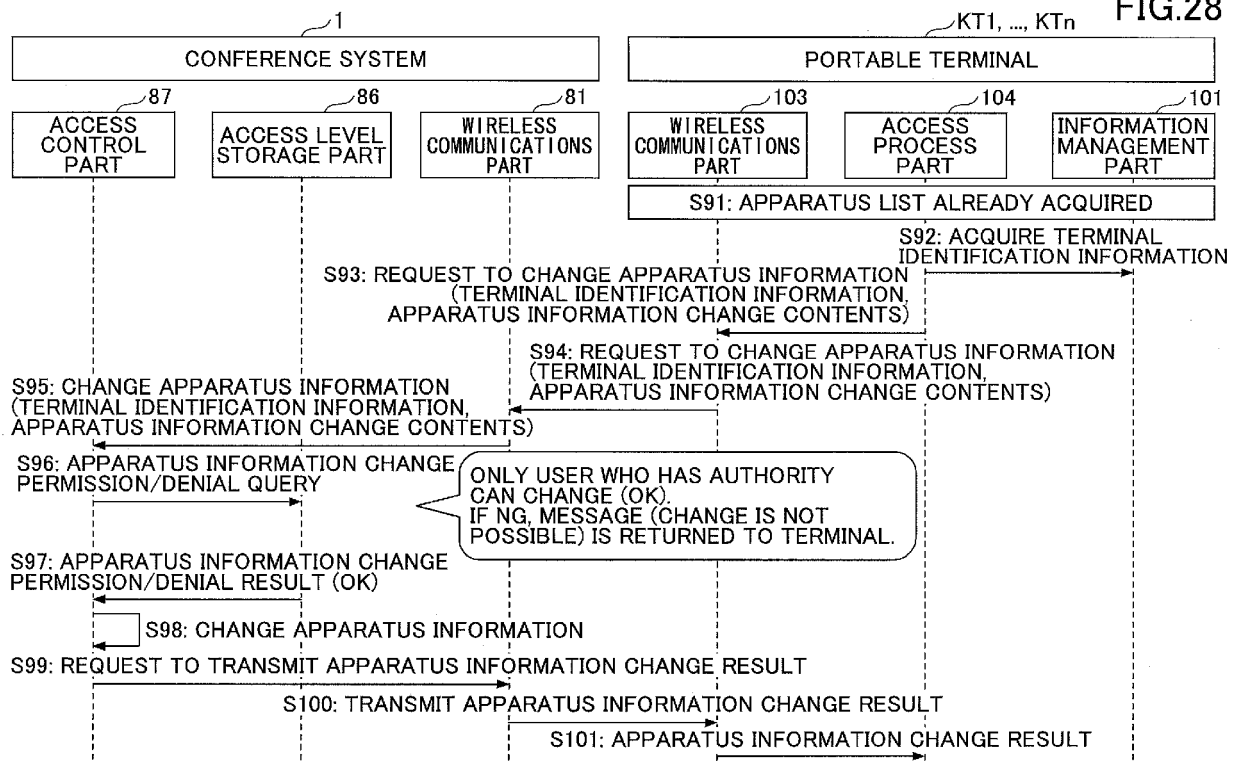 FIG.28
1
KT1, ..., KTn
CONFERENCE SYSTEM
PORTABLE TERMINAL
87
86
81
103
104
101
ACCESS
CONTROL
PART
ACCESS LEVEL
STORAGE PART
WIRELESS
COMMUNICATIONS
PART
WIRELESS
COMMUNICATIONS
PART
ACCESS
PROCESS
PART
INFORMATION
MANAGEMENT
PART
S91: APPARATUS LIST ALREADY ACQUIRED
S92: ACQUIRE TERMINAL
IDENTIFICATION INFORMATION
S93: REQUEST TO CHANGE APPARATUS INFORMATION
(TERMINAL IDENTIFICATION INFORMATION,
APPARATUS INFORMATION CHANGE CONTENTS)
S94: REQUEST TO CHANGE APPARATUS INFORMATION
(TERMINAL IDENTIFICATION INFORMATION,
APPARATUS INFORMATION CHANGE CONTENTS)
S95: CHANGE APPARATUS INFORMATION
(TERMINAL IDENTIFICATION INFORMATION,
APPARATUS INFORMATION CHANGE CONTENTS)
S96: APPARATUS INFORMATION CHANGE
PERMISSION/DENIAL QUERY
ONLY USER WHO HAS AUTHORITY
CAN CHANGE (OK).
IF NG, MESSAGE (CHANGE IS NOT
POSSIBLE) IS RETURNED TO TERMINAL.
S97: APPARATUS INFORMATION CHANGE
PERMISSION/DENIAL RESULT (OK)
S98: CHANGE APPARATUS INFORMATION
S99: REQUEST TO TRANSMIT APPARATUS INFORMATION CHANGE RESULT
S100: TRANSMIT APPARATUS INFORMATION CHANGE RESULT
S101: APPARATUS INFORMATION CHANGE RESULT